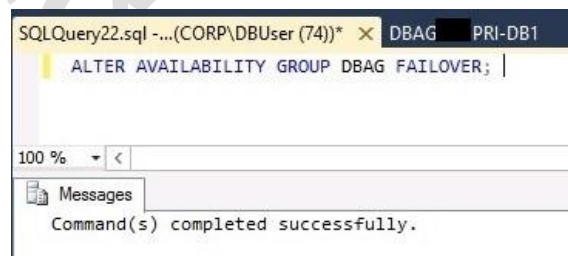 SQLQuery22.sql -...(CORP\DBUser (74))* × DBAG PRI-DB1
ALTER AVAILABILITY GROUP DBAG FAILOVER;
100 %
Messages
Command(s) completed successfully.